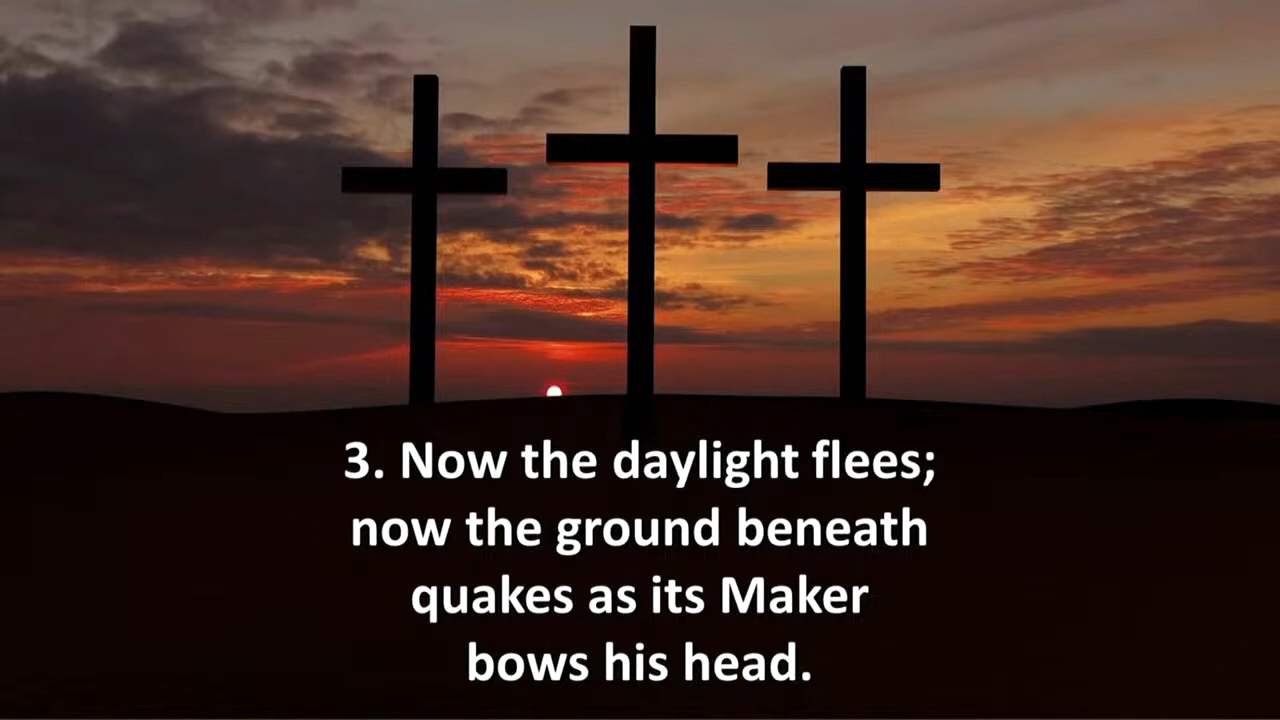 3. Now the daylight flees;
now the ground beneath
quakes as its Maker
bows his head.